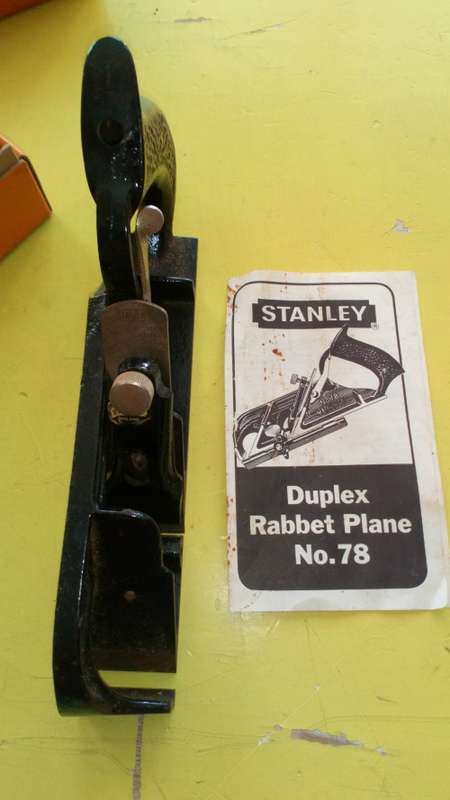 STANLEY®
Duplex
Rabbet Plane
No.78